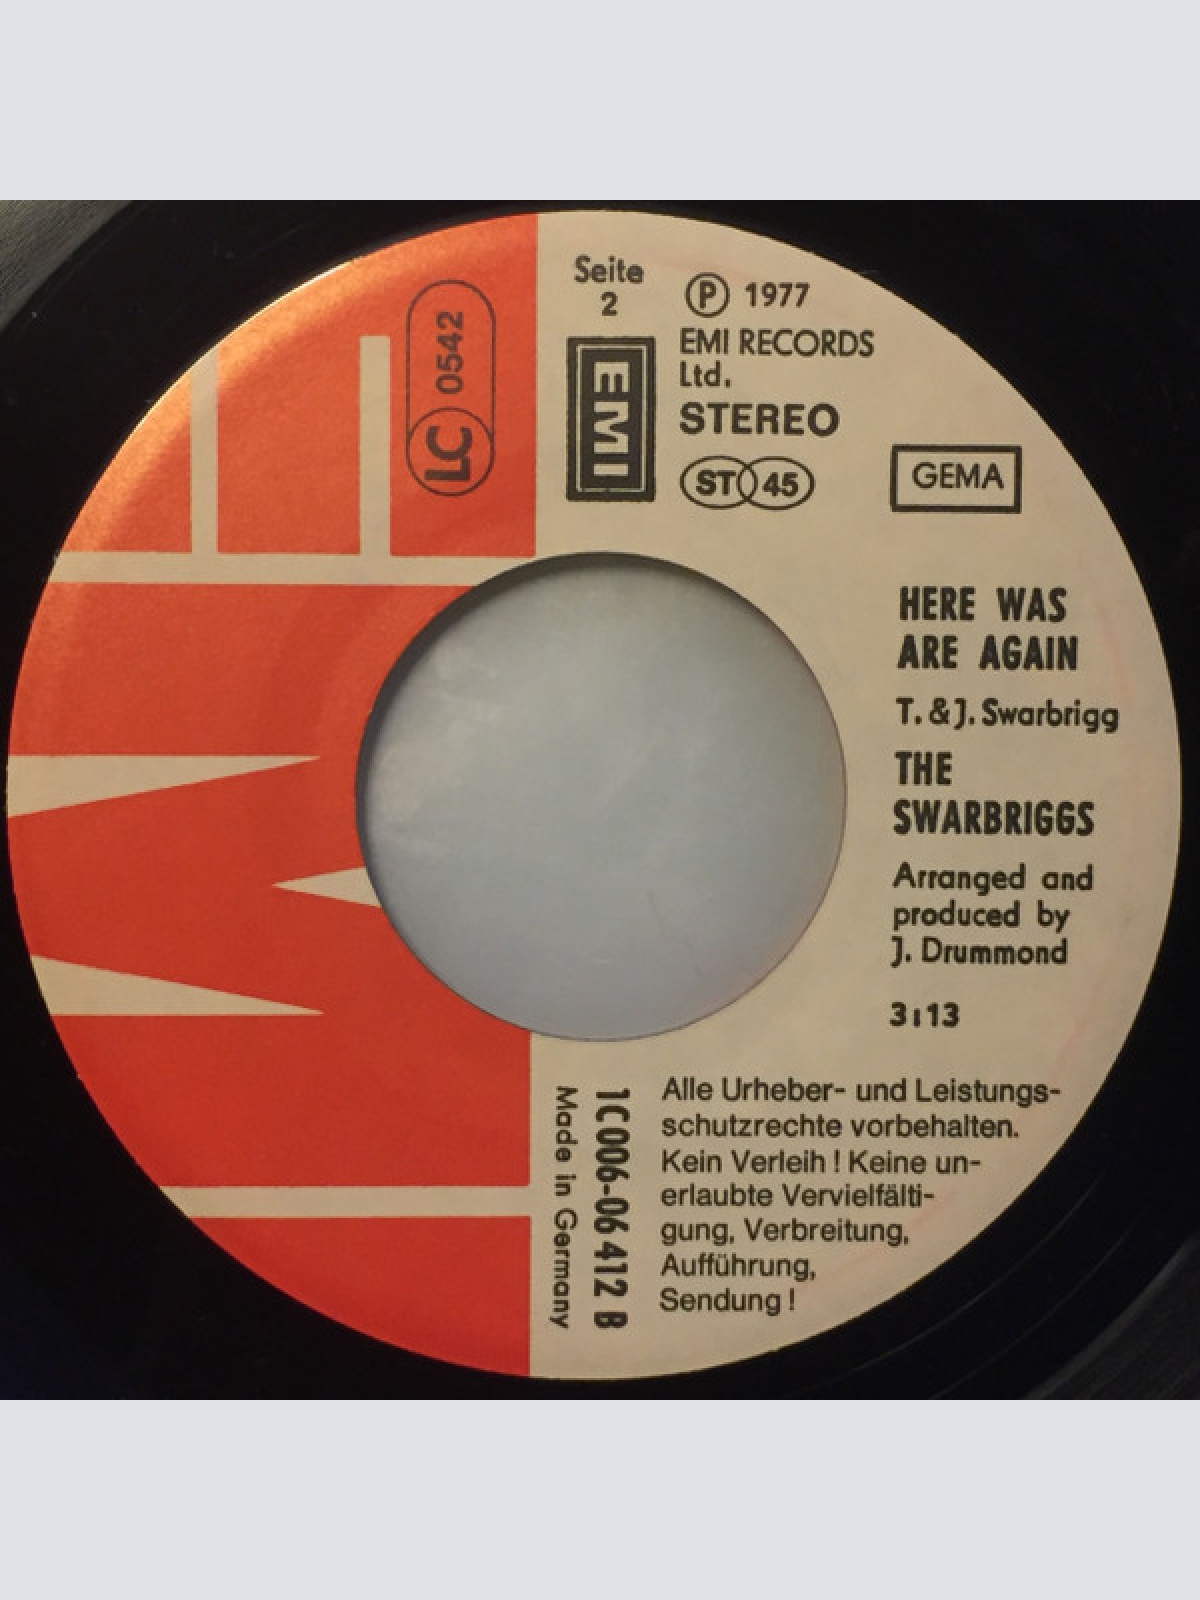 Seite
2
Ⓟ 1977
EMI RECORDS
Ltd.
STEREO
ST 45
EMI
LC 0542
GEMA
HERE WAS
ARE AGAIN
T. & J. Swarbrigg
THE
SWARBRIGGS
Arranged and
produced by
J. Drummond
3:13
1C 006-06 412 B
Made in Germany
Alle Urheber- und Leistungs-
schutzrechte vorbehalten.
Kein Verleih! Keine un-
erlaubte Vervielfälti-
gung, Verbreitung,
Aufführung,
Sendung!